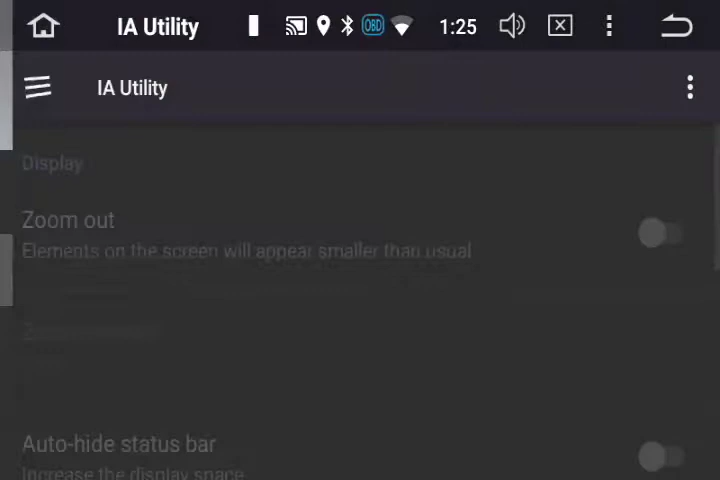 IA Utility OBD 1:25
IA Utility
Display
Zoom out
Elements on the screen will appear smaller than usual
Auto-hide status bar
Increase the display space